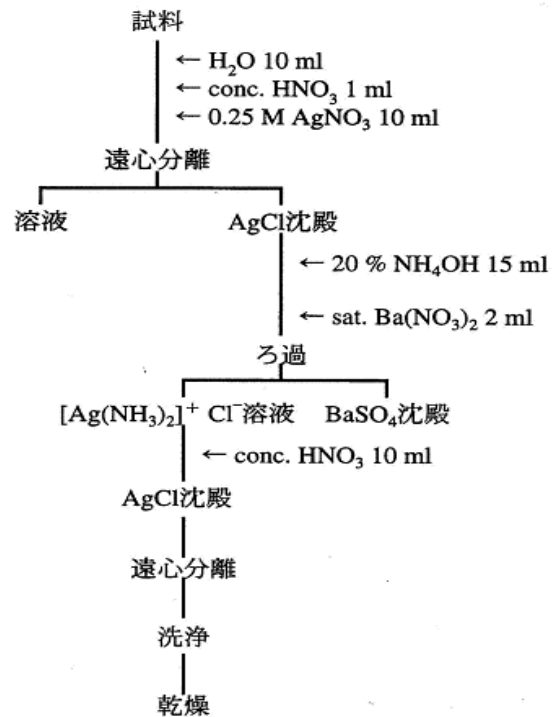 試料
← H₂O 10 ml
← conc. HNO₃ 1 ml
← 0.25 M AgNO₃ 10 ml
遠心分離
溶液 AgCl沈殿
← 20 % NH₄OH 15 ml
← sat. Ba(NO₃)₂ 2 ml
ろ過
[Ag(NH₃)₂]⁺ Cl⁻溶液 BaSO₄沈殿
← conc. HNO₃ 10 ml
AgCl沈殿
遠心分離
洗浄
乾燥